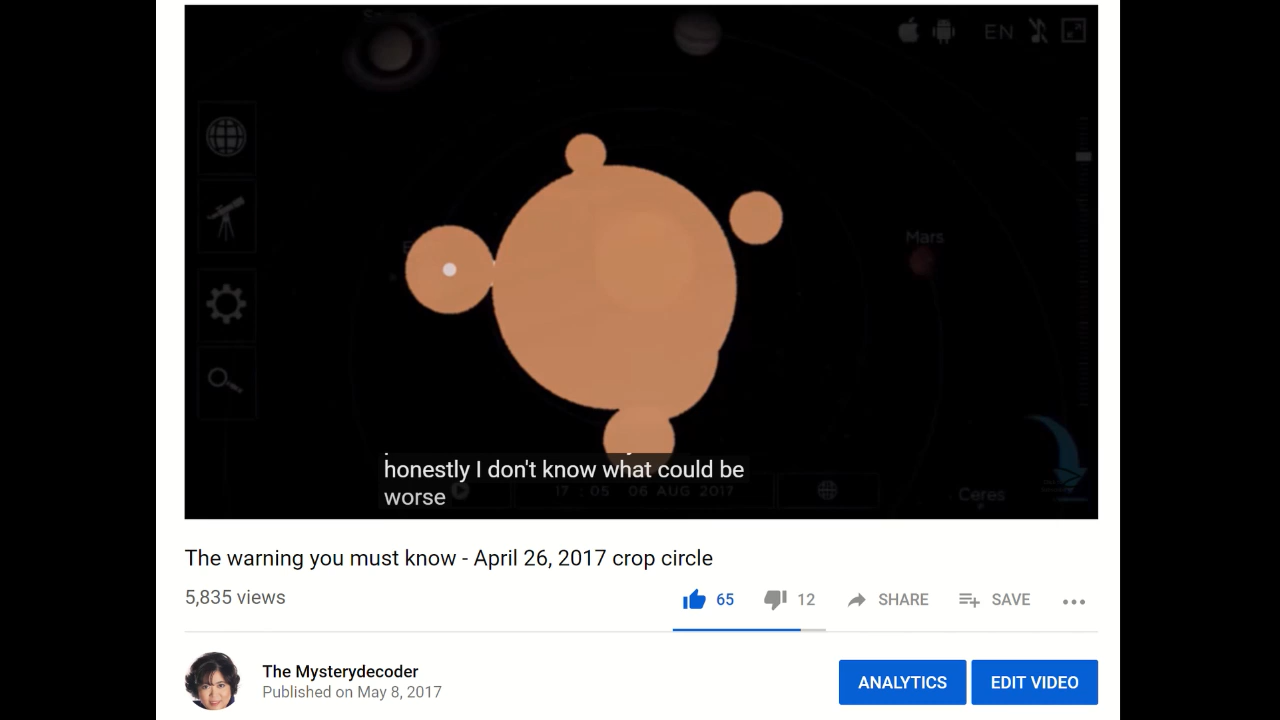 EN
Mars
honestly I don't know what could be
worse
17 : 05 06 AUG 2017
Ceres
The warning you must know - April 26, 2017 crop circle
5,835 views
65
12
SHARE
SAVE
The Mysterydecoder
Published on May 8, 2017
ANALYTICS
EDIT VIDEO